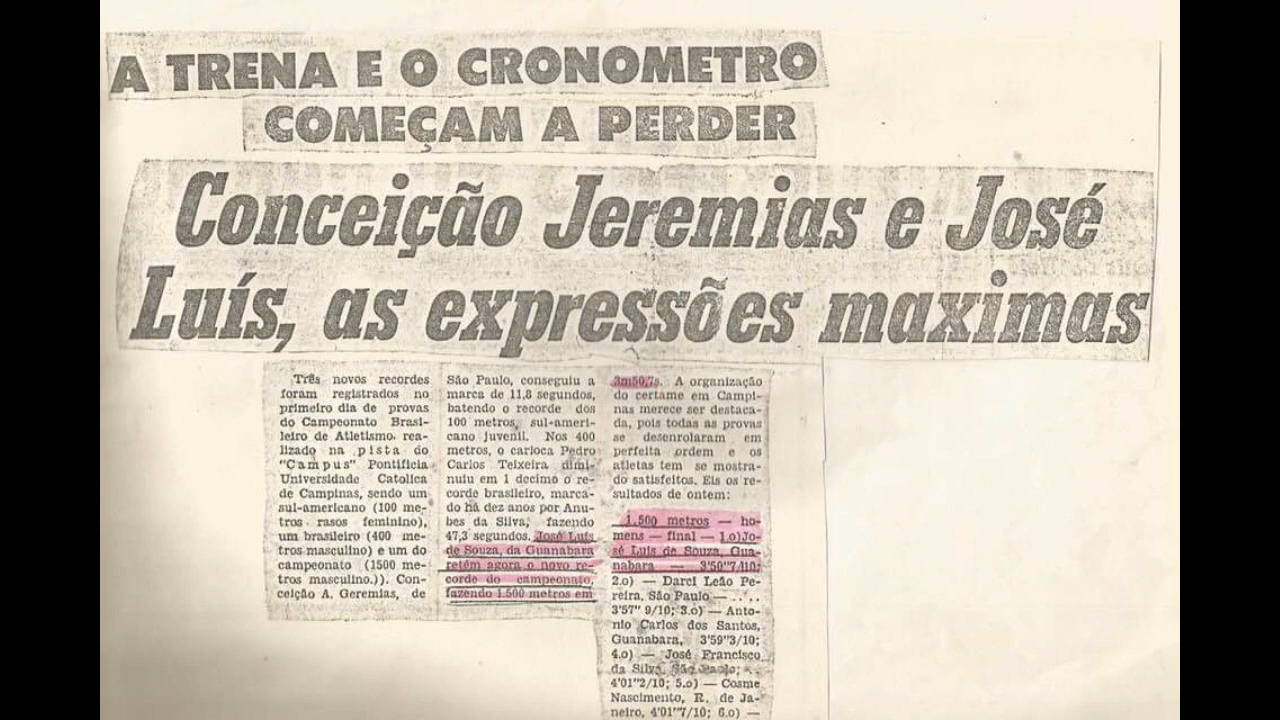 A TRENA E O CRONOMETRO
COMEÇAM A PERDER
Conceição Jeremias e José
Luís, as expressões maximas
Três novos recordes
foram registrados no
primeiro dia de provas
do Campeonato Brasi-
leiro de Atletismo, rea-
lizado na pista do
"Campus" Pontificia
Universidade Catolica
de Campinas, sendo um
sul-americano (100 me-
tros rasos feminino),
um brasileiro (400 me-
tros masculino) e um do
campeonato (1500 me-
tros masculino.)). Con-
ceição A. Geremias, de
São Paulo, conseguiu a
marca de 11,8 segundos,
batendo o recorde dos
100 metros, sul-ameri-
cano juvenil. Nos 400
metros, o carioca Pedro
Carlos Teixeira dimi-
nuiu em 1 decimo o re-
corde brasileiro, marca-
do há dez anos por Anu-
bes da Silva, fazendo
47,3 segundos. José Luis
de Souza, da Guanabara
retém agora o novo re-
corde do campeonato,
fazendo 1.500 metros em
3m50,7s. A organização
do certame em Campi-
nas merece ser destaca-
da, pois todas as provas
se desenrolaram em
perfeita ordem e os
atletas tem se mostra-
do satisfeitos. Eis os re-
sultados de ontem:
1.500 metros — ho-
mens — final — 1.o)Jo-
sé Luis de Souza, Gua-
nabara — 3'50"7/10;
2.o) — Darci Leão Pe-
reira, São Paulo — .. ..
3'57" 9/10; 3.o) — Anto-
nio Carlos dos Santos,
Guanabara, 3'59"3/10;
4.o) — José Francisco
da Silva, São Paulo; ..
4'01"2/10; 5.o) — Cosme
Nascimento, R. de Ja-
neiro, 4'01"7/10; 6.o) —